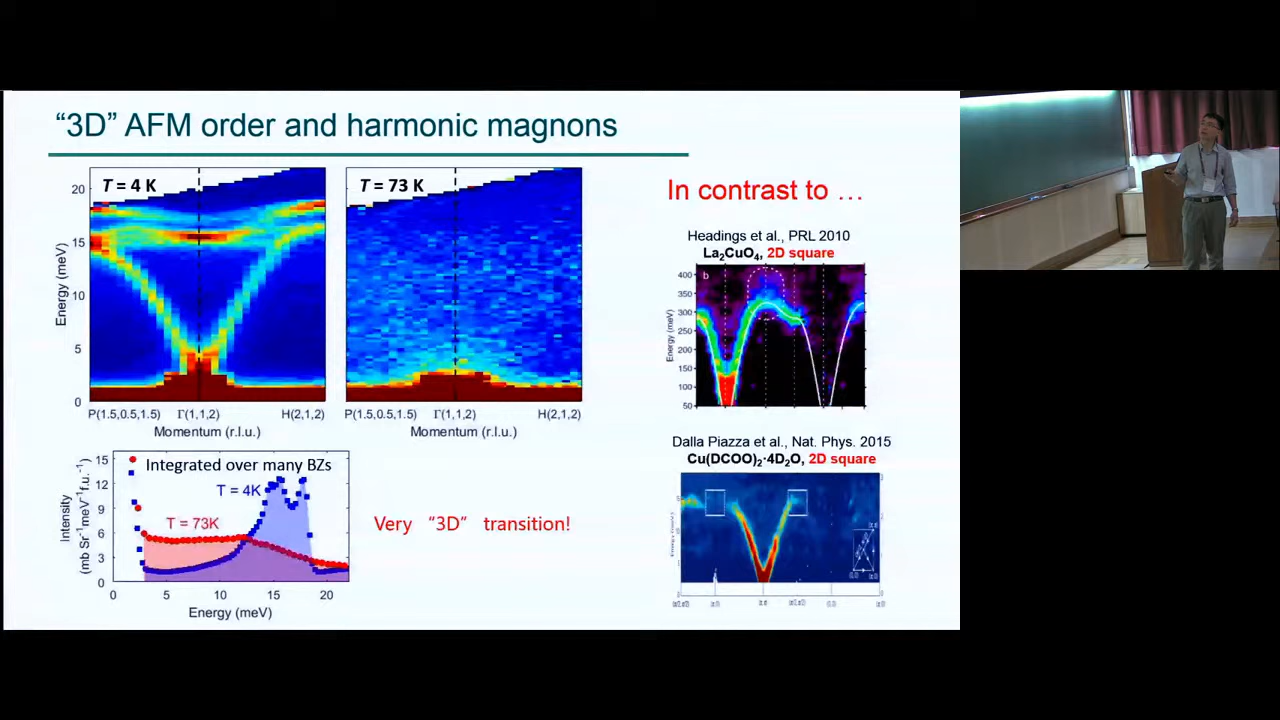 “3D” AFM order and harmonic magnons
T = 4 K
T = 73 K
20
15
10
5
0
Energy (meV)
P(1.5,0.5,1.5)
Γ(1,1,2)
H(2,1,2)
P(1.5,0.5,1.5)
Γ(1,1,2)
H(2,1,2)
Momentum (r.l.u.)
Momentum (r.l.u.)
Integrated over many BZs
T = 4K
T = 73K
15
12
9
6
3
0
Intensity
(mb Sr⁻¹meV⁻¹f.u.⁻¹)
0
5
10
15
20
Energy (meV)
Very “3D” transition!
In contrast to …
Headings et al., PRL 2010
La₂CuO₄, 2D square
b
400
350
300
250
200
150
100
50
Energy (meV)
Dalla Piazza et al., Nat. Phys. 2015
Cu(DCOO)₂·4D₂O, 2D square